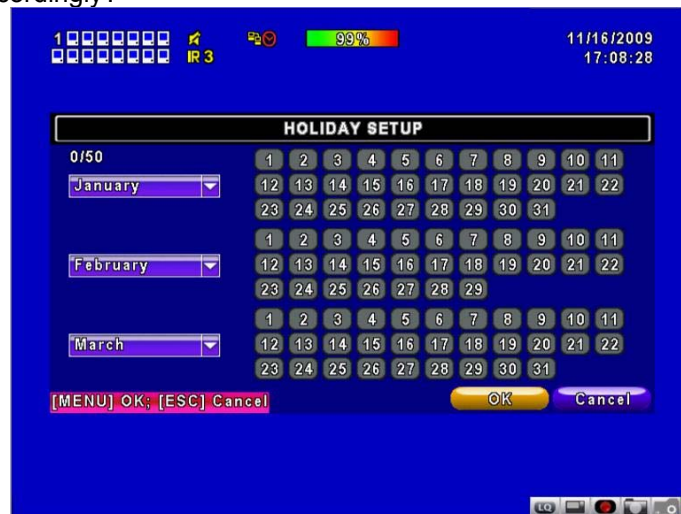 cordingly?
1 11/16/2009
IR 3 99% 17:08:28
HOLIDAY SETUP
0/50
January
1 2 3 4 5 6 7 8 9 10 11
12 13 14 15 16 17 18 19 20 21 22
23 24 25 26 27 28 29 30 31
February
1 2 3 4 5 6 7 8 9 10 11
12 13 14 15 16 17 18 19 20 21 22
23 24 25 26 27 28 29
March
1 2 3 4 5 6 7 8 9 10 11
12 13 14 15 16 17 18 19 20 21 22
23 24 25 26 27 28 29 30 31
[MENU] OK; [ESC] Cancel
OK Cancel
LQ